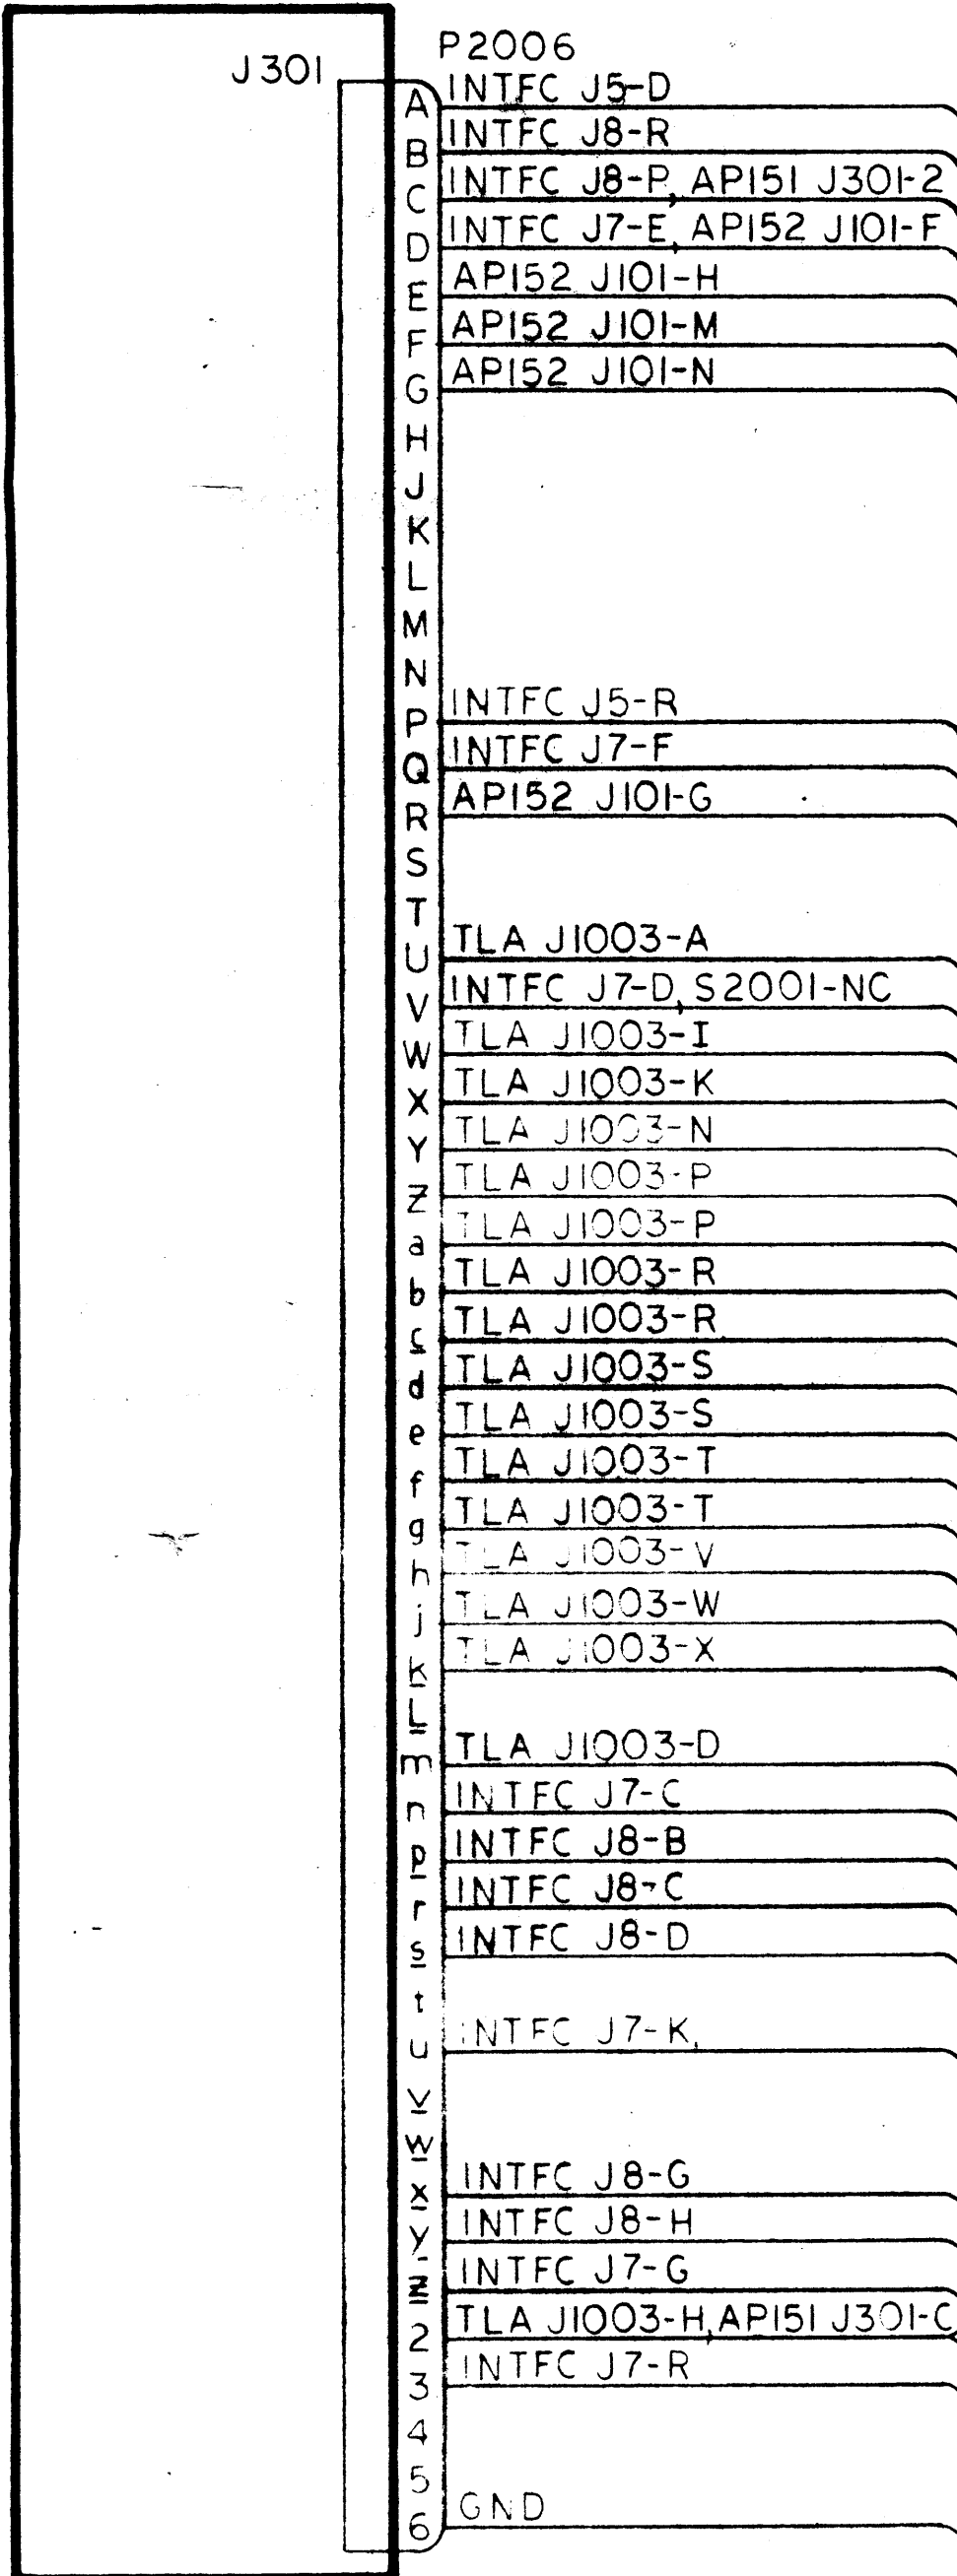 P2006
J301
A INTFC J5-D
B INTFC J8-R
C INTFC J8-P, AP151 J301-2
D INTFC J7-E, AP152 J101-F
E AP152 J101-H
F AP152 J101-M
G AP152 J101-N
H
J
K
L
M
N
P INTFC J5-R
Q INTFC J7-F
R AP152 J101-G
S
T
U TLA J1003-A
V INTFC J7-D, S2001-NC
W TLA J1003-I
X TLA J1003-K
Y TLA J1003-N
Z TLA J1003-P
a TLA J1003-P
b TLA J1003-R
c TLA J1003-R
d TLA J1003-S
e TLA J1003-S
f TLA J1003-T
g TLA J1003-T
h TLA J1003-V
j TLA J1003-W
k TLA J1003-X
L
m TLA J1003-D
n INTFC J7-C
p INTFC J8-B
r INTFC J8-C
s INTFC J8-D
t
u INTFC J7-K,
v
w
x INTFC J8-G
y INTFC J8-H
z INTFC J7-G
2 TLA J1003-H, AP151 J301-C
3 INTFC J7-R
4
5
6 GND